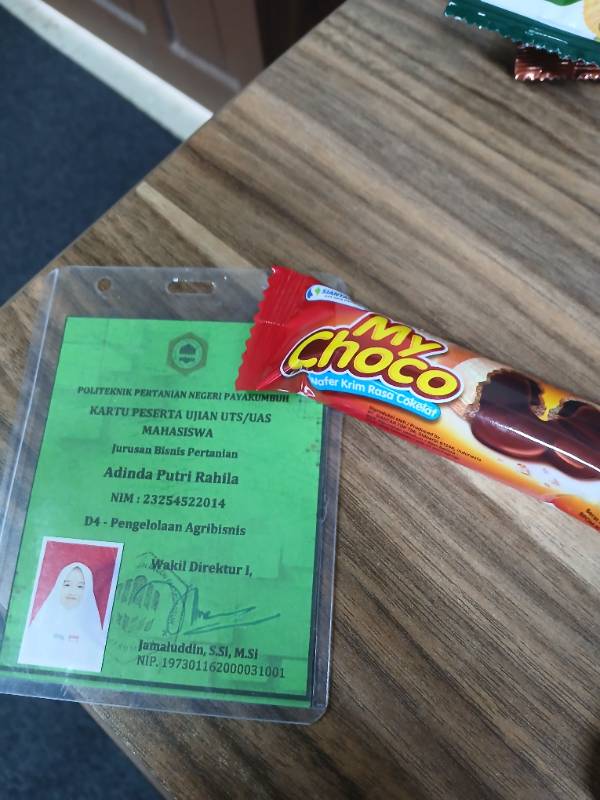 POLITEKNIK PERTANIAN NEGERI PAYAKUMBUH
KARTU PESERTA UJIAN UTS/UAS
MAHASISWA
Jurusan Bisnis Pertanian
Adinda Putri Rahila
NIM : 23254522014
D4 - Pengelolaan Agribisnis
Wakil Direktur I,
Jamaluddin, S.Si, M.Si
NIP. 197301162000031001
My
Choco
Wafer Krim Rasa Cokelat